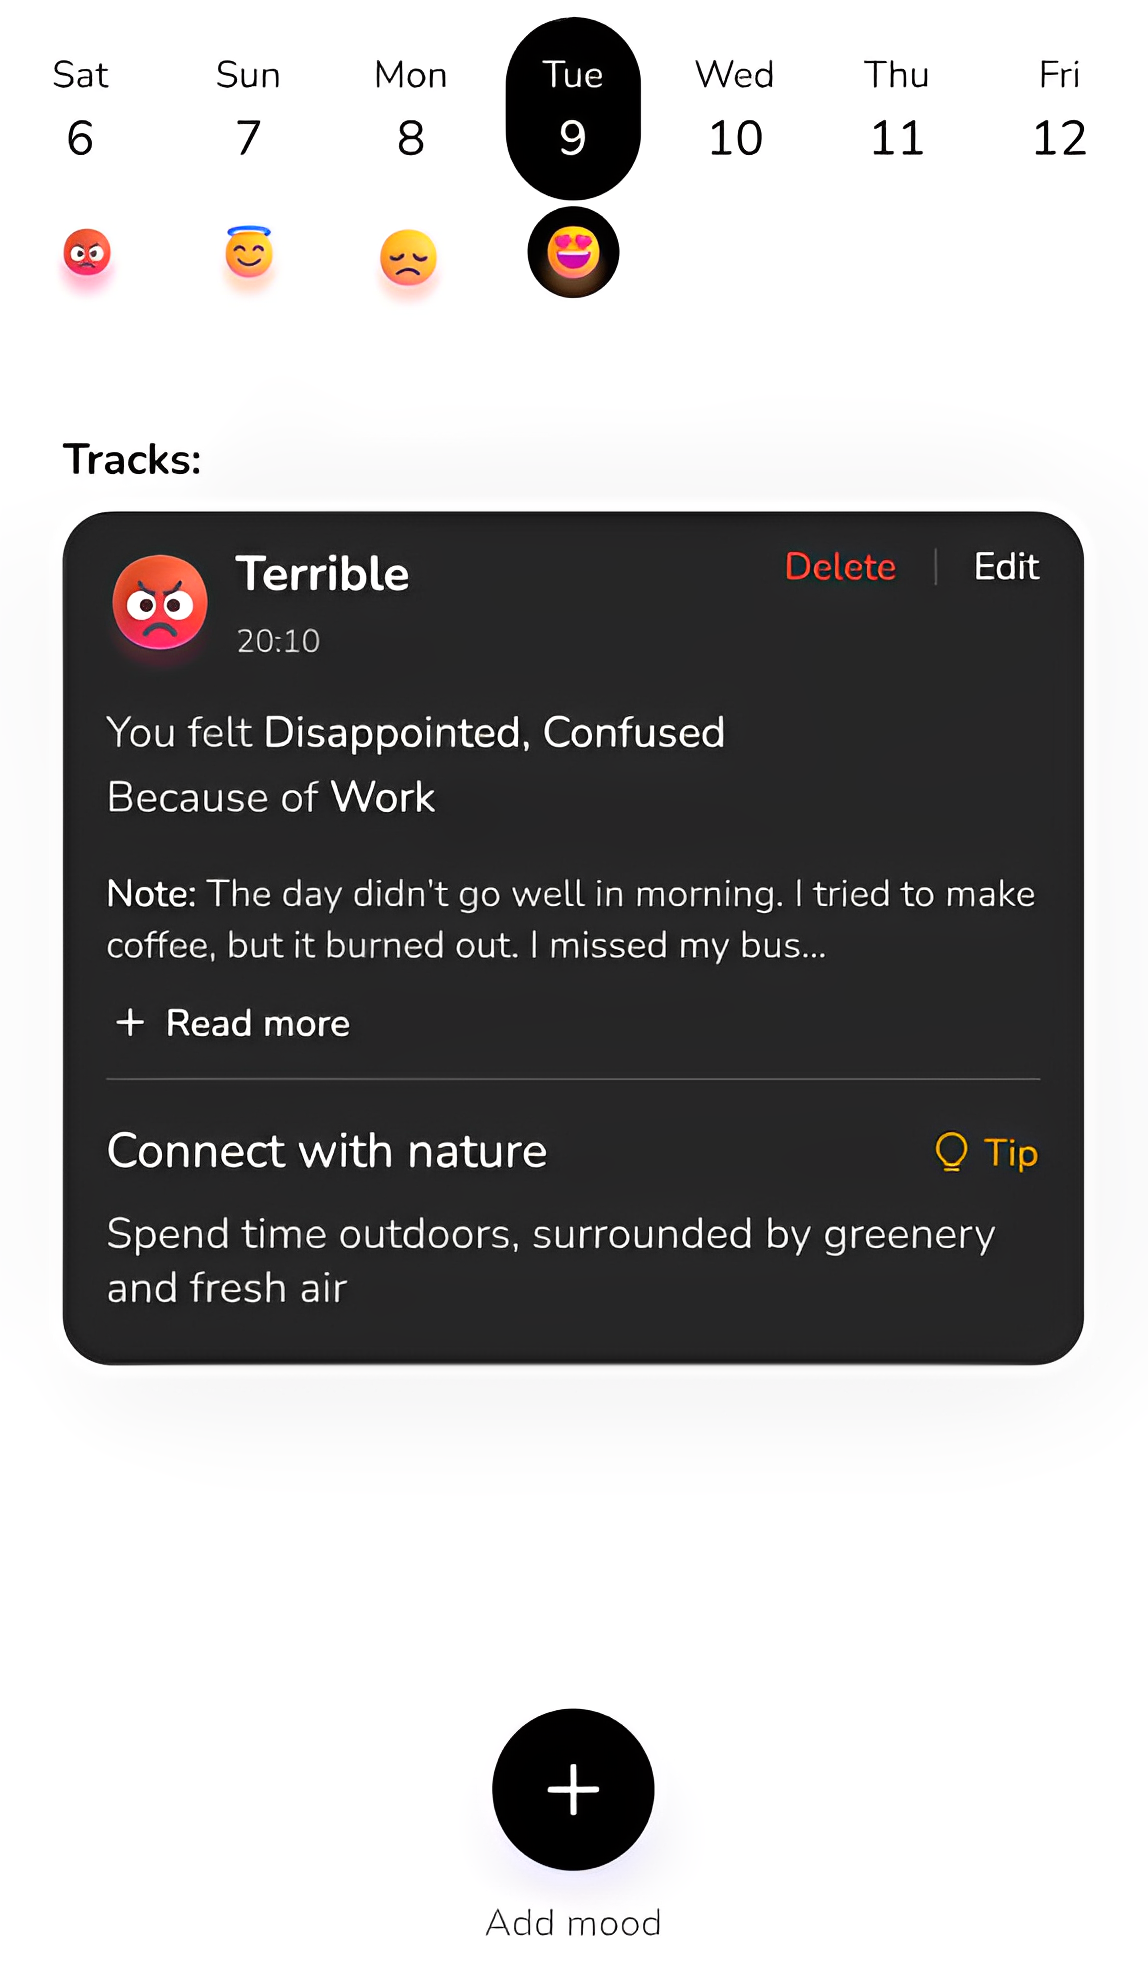 Sat Sun Mon Tue Wed Thu Fri
6 7 8 9 10 11 12
Tracks:
Terrible
Delete | Edit
20:10
You felt Disappointed, Confused
Because of Work
Note: The day didn't go well in morning. I tried to make
coffee, but it burned out. I missed my bus...
+ Read more
Connect with nature
Tip
Spend time outdoors, surrounded by greenery
and fresh air
Add mood